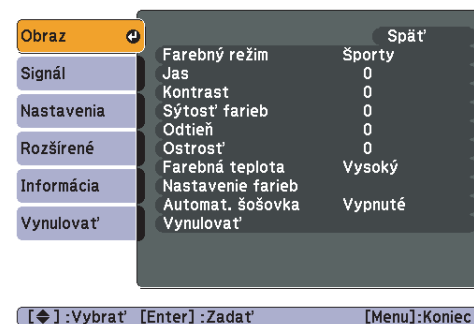 Obraz
Signál
Nastavenia
Rozšírené
Informácia
Vynulovať
Späť
Farebný režim Športy
Jas 0
Kontrast 0
Sýtosť farieb 0
Odtieň 0
Ostrosť 0
Farebná teplota Vysoký
Nastavenie farieb
Automat. šošovka Vypnuté
Vynulovať
[◆]:Vybrať [Enter]:Zadať [Menu]:Koniec